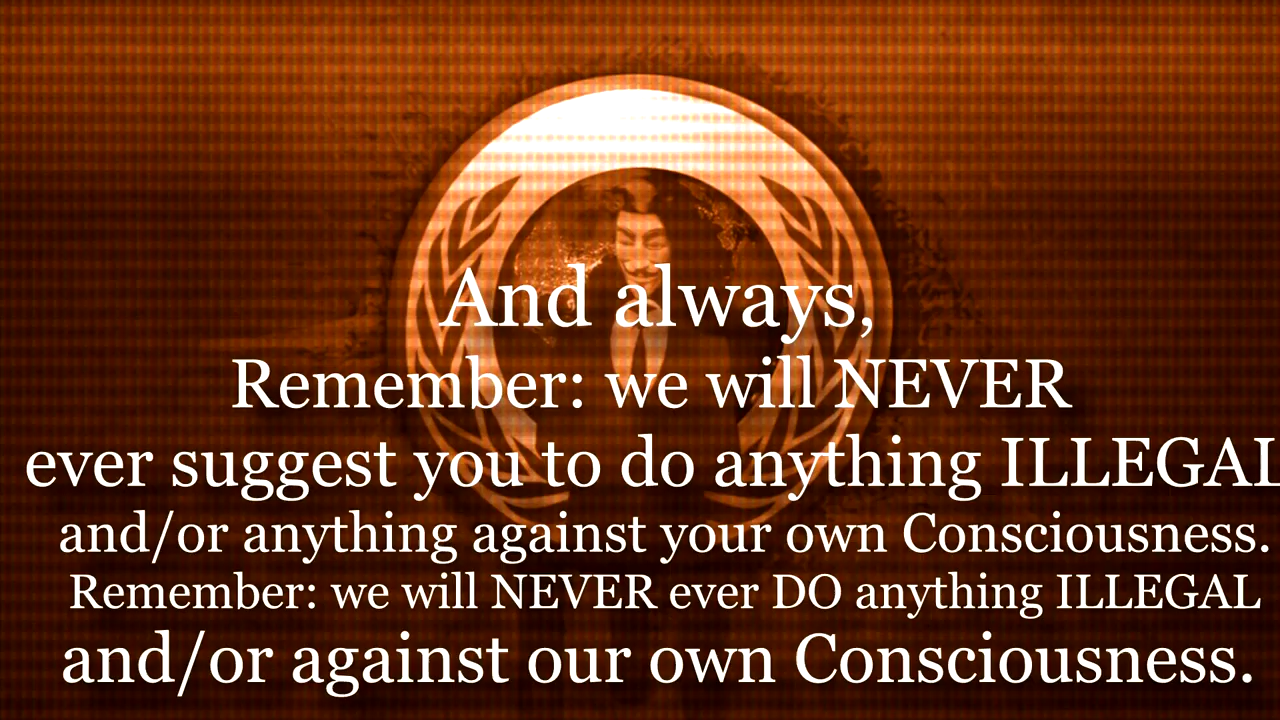 And always,
Remember: we will NEVER
ever suggest you to do anything ILLEGAL
and/or anything against your own Consciousness.
Remember: we will NEVER ever DO anything ILLEGAL
and/or against our own Consciousness.